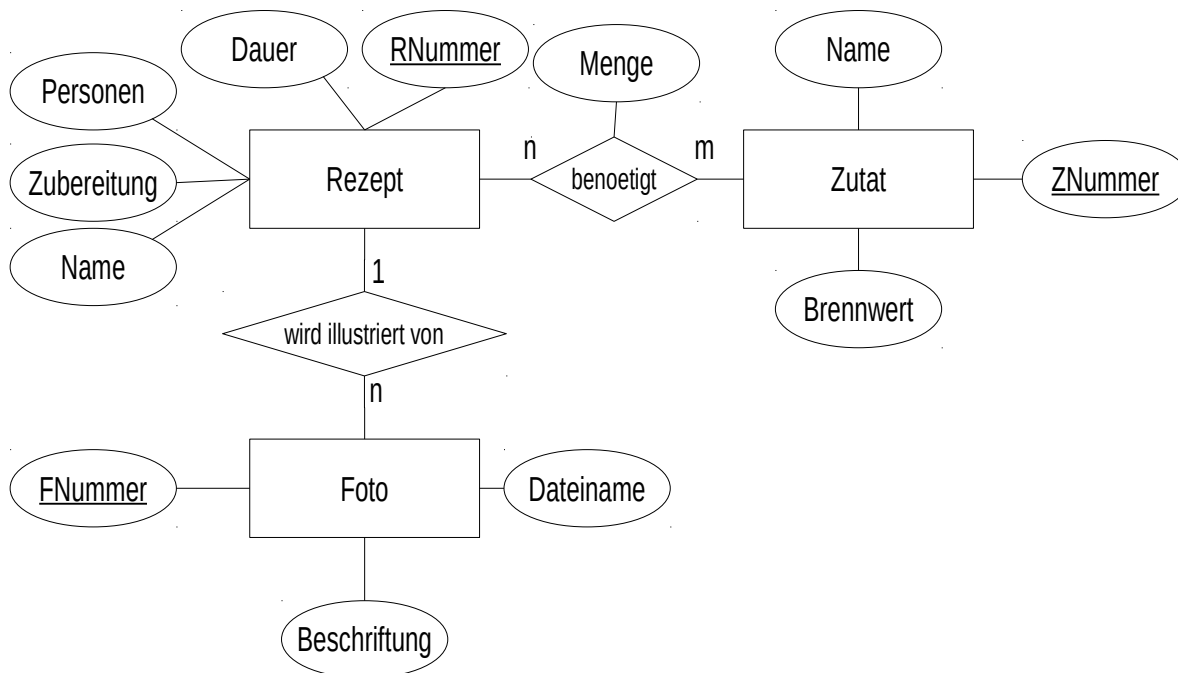 Dauer
RNummer
Menge
Name
Personen
Zubereitung
Name
Rezept
n
benoetigt
m
Zutat
ZNummer
1
Brennwert
wird illustriert von
n
FNummer
Foto
Dateiname
Beschriftung